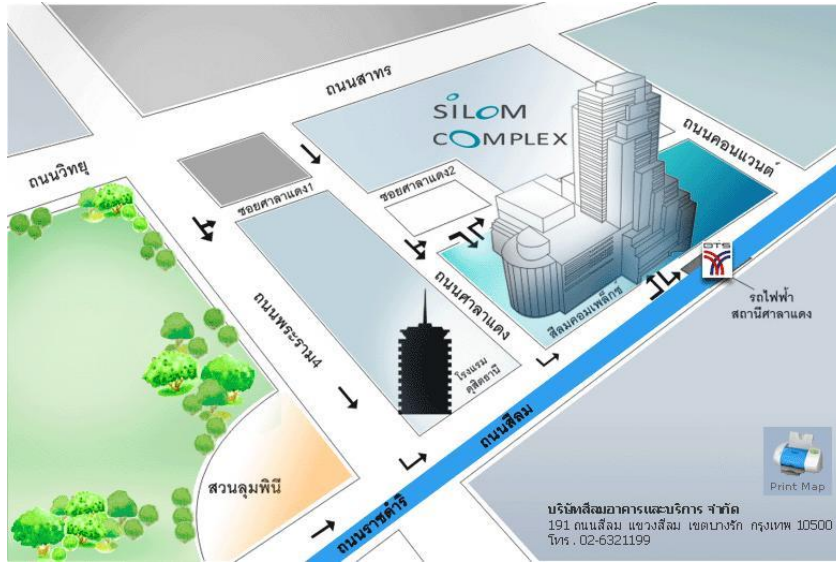 ถนนสาทร
SILOM
COMPLEX
ถนนคอนแวนต์
ถนนวิทยุ
ซอยศาลาแดง1
ซอยศาลาแดง2
ถนนศาลาแดง
สีลมคอมเพล็กซ์
BTS
รถไฟฟ้า
สถานีศาลาแดง
ถนนพระราม4
โรงแรม
ดุสิตธานี
ถนนสีลม
สวนลุมพินี
ถนนราชดำริ
Print Map
บริษัทสีลมอาคารและบริการ จำกัด
191 ถนนสีลม แขวงสีลม เขตบางรัก กรุงเทพ 10500
โทร. 02-6321199